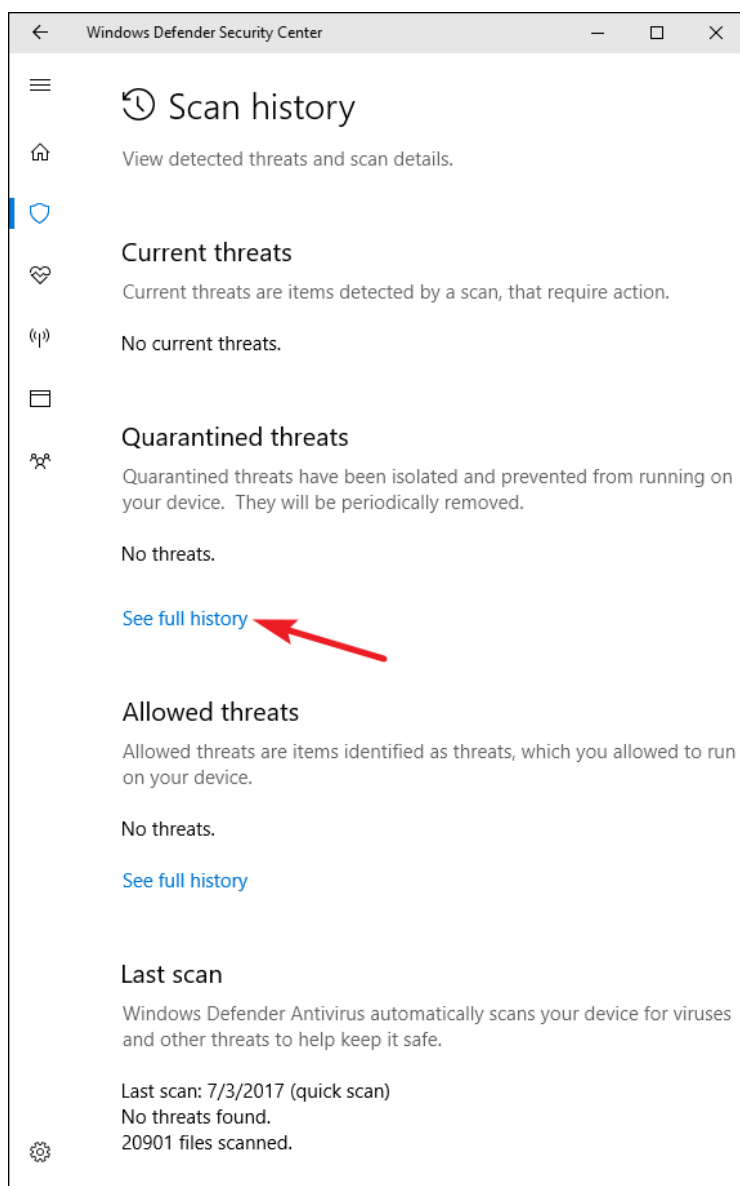 Windows Defender Security Center
Scan history
View detected threats and scan details.
Current threats
Current threats are items detected by a scan, that require action.
No current threats.
Quarantined threats
Quarantined threats have been isolated and prevented from running on
your device.  They will be periodically removed.
No threats.
See full history
Allowed threats
Allowed threats are items identified as threats, which you allowed to run
on your device.
No threats.
See full history
Last scan
Windows Defender Antivirus automatically scans your device for viruses
and other threats to help keep it safe.
Last scan: 7/3/2017 (quick scan)
No threats found.
20901 files scanned.